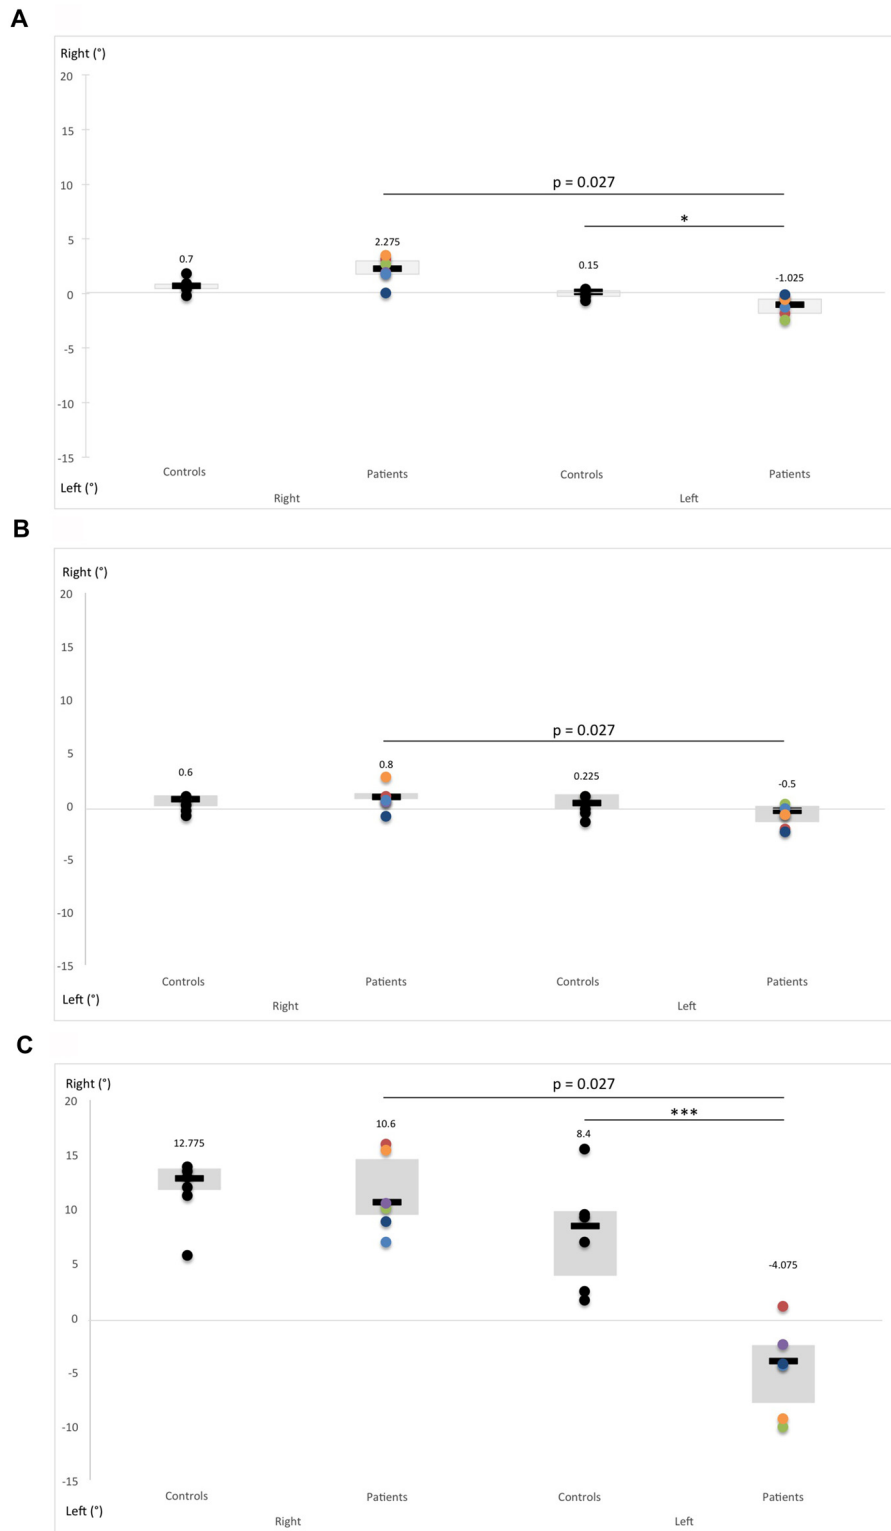 A
Right (°)
20
15
10
p = 0.027
*
5
0.7
2.275
0.15
-1.025
0
-5
-10
-15
Controls
Patients
Controls
Patients
Left (°)
Right
Left
B
Right (°)
20
15
10
p = 0.027
5
0.6
0.8
0.225
-0.5
0
-5
-10
-15
Controls
Patients
Controls
Patients
Left (°)
Right
Left
C
Right (°)
p = 0.027
20
***
12.775
10.6
8.4
15
10
5
-4.075
0
-5
-10
-15
Controls
Patients
Controls
Patients
Left (°)
Right
Left